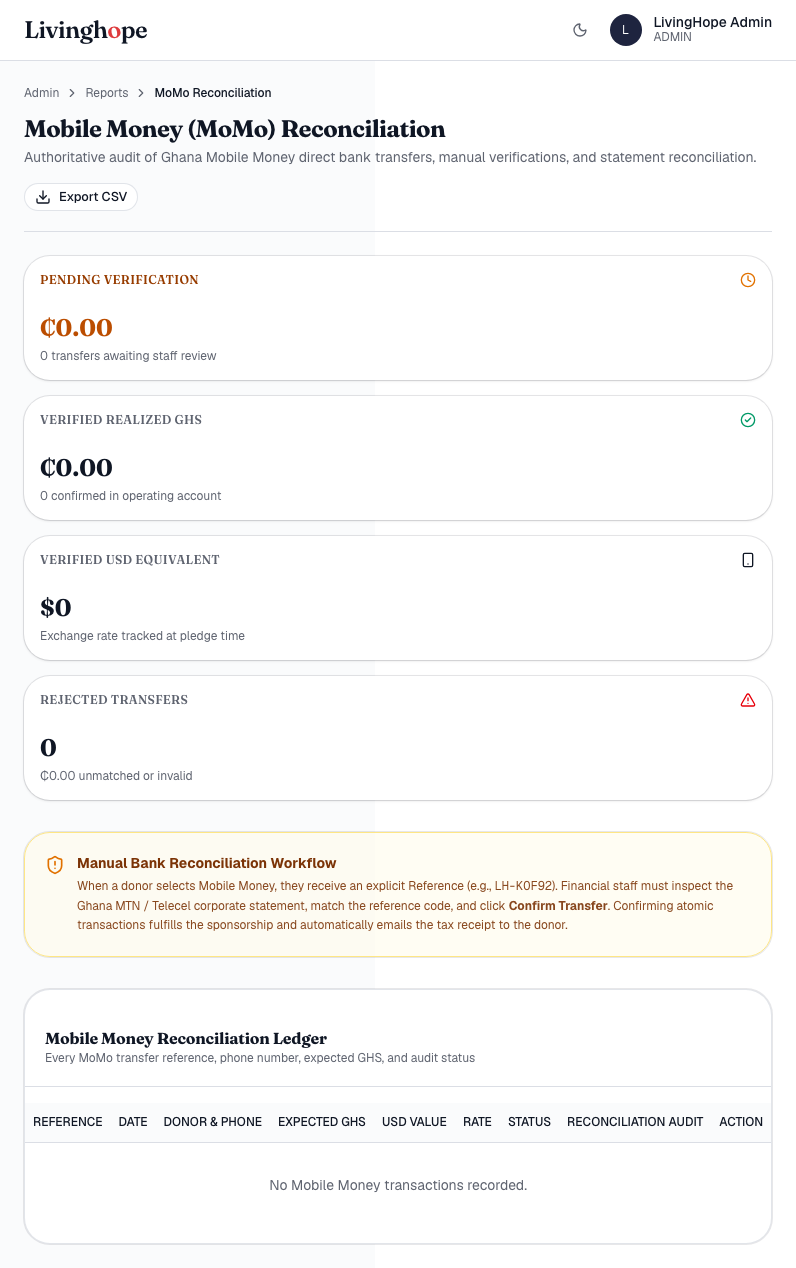 Livinghope
L
LivingHope Admin
ADMIN
Admin > Reports > MoMo Reconciliation
Mobile Money (MoMo) Reconciliation
Authoritative audit of Ghana Mobile Money direct bank transfers, manual verifications, and statement reconciliation.
Export CSV
PENDING VERIFICATION
₵0.00
0 transfers awaiting staff review
VERIFIED REALIZED GHS
₵0.00
0 confirmed in operating account
VERIFIED USD EQUIVALENT
$0
Exchange rate tracked at pledge time
REJECTED TRANSFERS
0
₵0.00 unmatched or invalid
Manual Bank Reconciliation Workflow
When a donor selects Mobile Money, they receive an explicit Reference (e.g., LH-K0F92). Financial staff must inspect the
Ghana MTN / Telecel corporate statement, match the reference code, and click Confirm Transfer. Confirming atomic
transactions fulfills the sponsorship and automatically emails the tax receipt to the donor.
Mobile Money Reconciliation Ledger
Every MoMo transfer reference, phone number, expected GHS, and audit status
REFERENCE DATE DONOR & PHONE EXPECTED GHS USD VALUE RATE STATUS RECONCILIATION AUDIT ACTION
No Mobile Money transactions recorded.